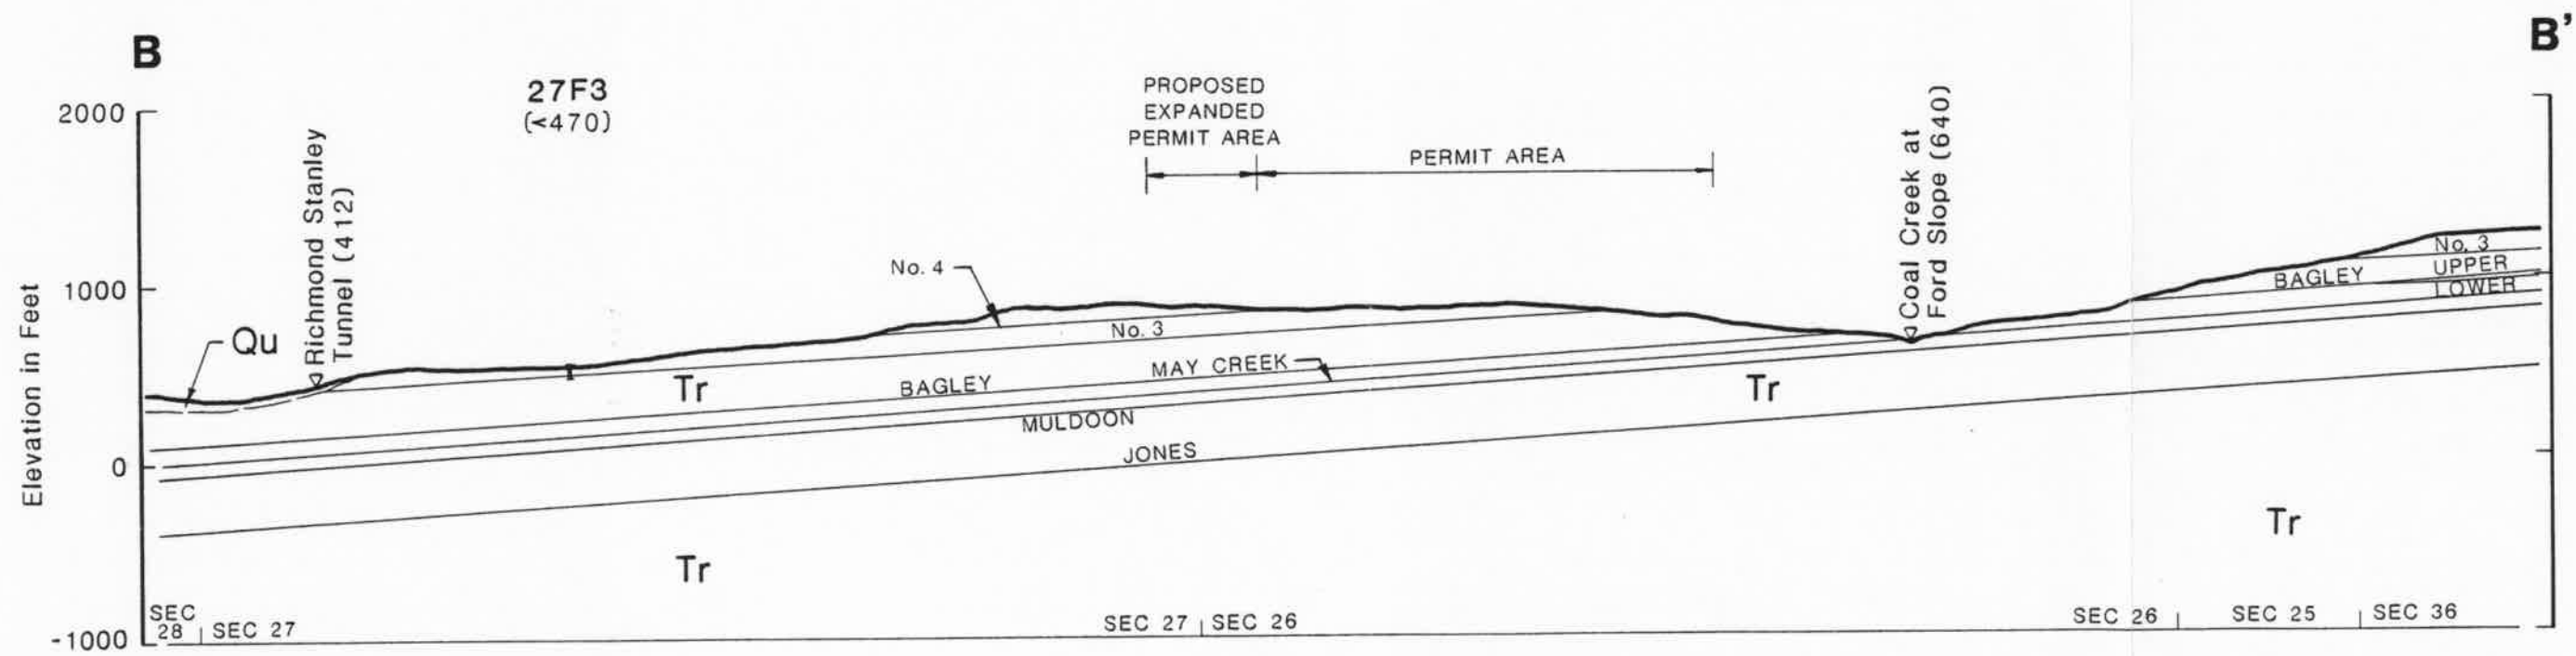 B
B'
27F3
(<470)
PROPOSED
EXPANDED
PERMIT AREA
PERMIT AREA
Richmond Stanley
Tunnel (412)
Coal Creek at
Ford Slope (640)
Elevation in Feet
2000
1000
0
-1000
Qu
No. 4
No. 3
Tr
BAGLEY
MAY CREEK
MULDOON
JONES
Tr
Tr
Tr
No. 3
BAGLEY
UPPER
LOWER
SEC
28
SEC 27
SEC 27
SEC 26
SEC 26
SEC 25
SEC 36